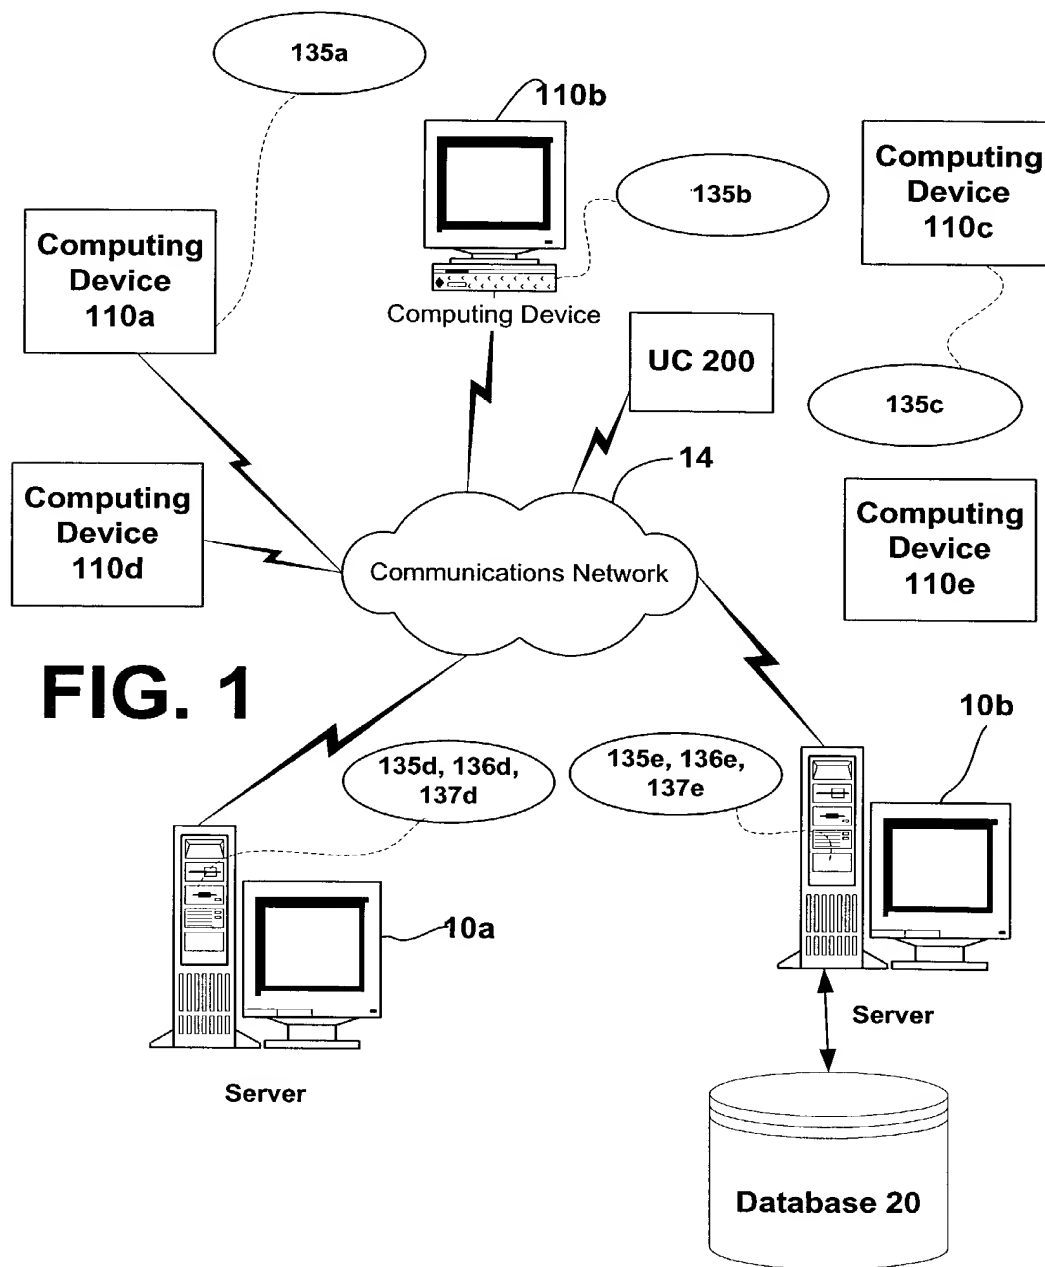 135a
110b
Computing
Device
110c
135b
Computing
Device
110a
Computing Device
UC 200
135c
14
Computing
Device
110d
Computing
Device
110e
Communications Network
FIG. 1
10b
135d, 136d,
137d
135e, 136e,
137e
10a
Server
Server
Database 20